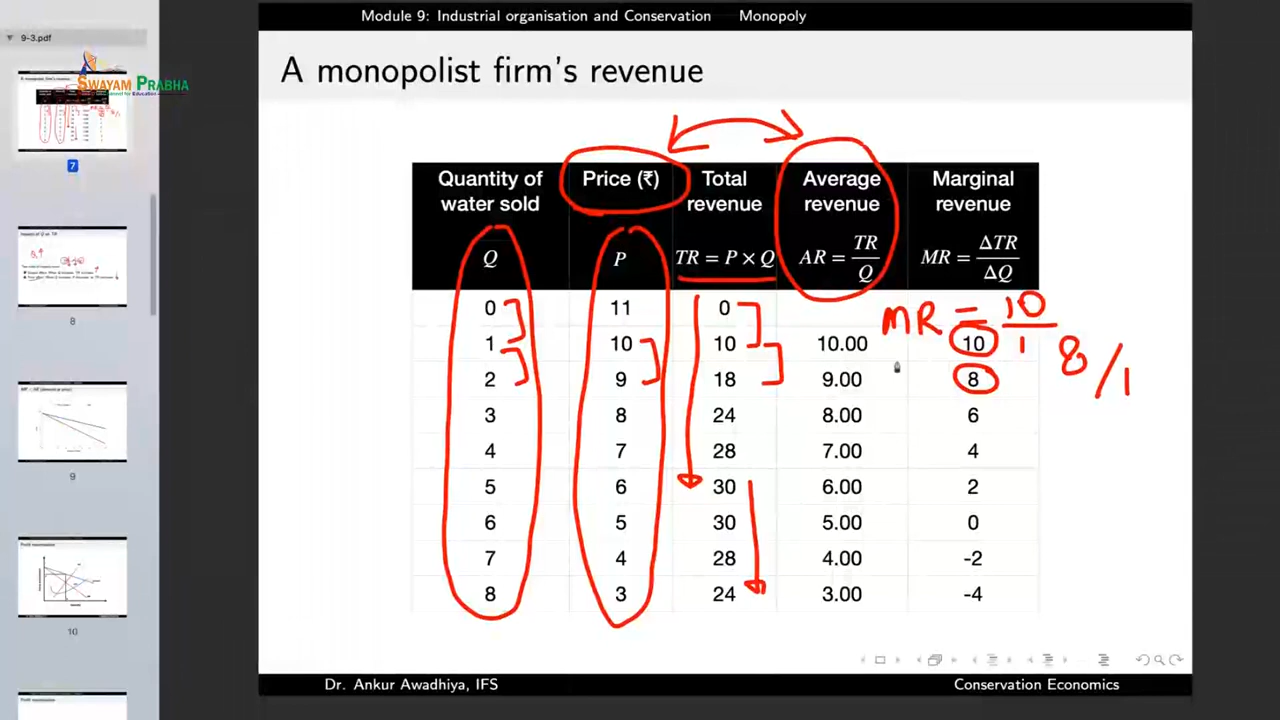 Module 9: Industrial organisation and Conservation Monopoly
9-3.pdf
SWAYAM PRABHA
A monopolist firm's revenue
Quantity of water sold Price (₹) Total revenue Average revenue Marginal revenue
Q P TR = P × Q AR = TR/Q MR = ΔTR/ΔQ
0 11 0
MR = 10/1
1 10 10 10.00 10
8/1
2 9 18 9.00 8
3 8 24 8.00 6
4 7 28 7.00 4
5 6 30 6.00 2
6 5 30 5.00 0
7 4 28 4.00 -2
8 3 24 3.00 -4
7
8
9
10
Dr. Ankur Awadhiya, IFS Conservation Economics